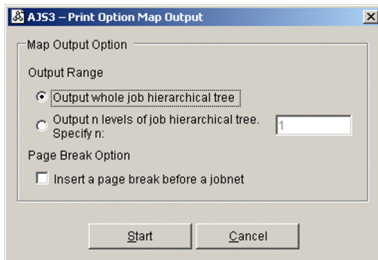 AJS3 – Print Option Map Output
Map Output Option
Output Range
Output whole job hierarchical tree
Output n levels of job hierarchical tree.
Specify n:
1
Page Break Option
Insert a page break before a jobnet
Start Cancel